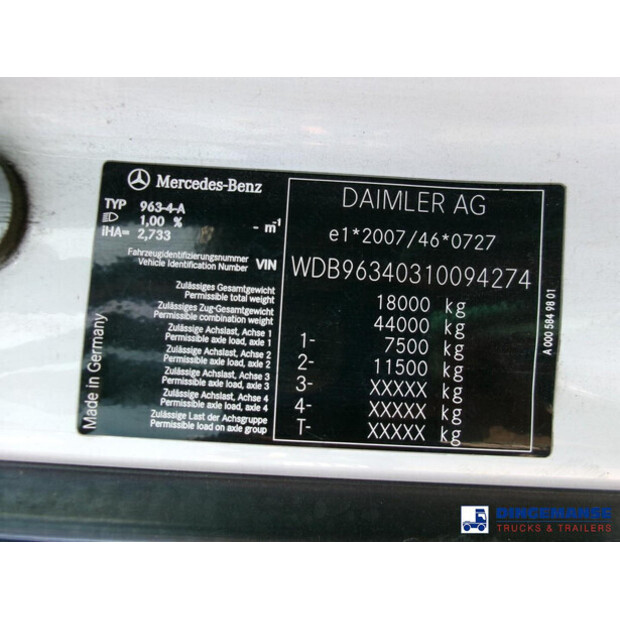 Mercedes-Benz
TYP 963-4-A
1,00 % - m⁻¹
iHA= 2,733
Fahrzeugidentifizierungsnummer
Vehicle Identification Number VIN
DAIMLER AG
e1*2007/46*0727
WDB96340310094274
Zulässiges Gesamtgewicht
Permissible total weight 18000 kg
Zulässiges Zug-Gesamtgewicht
Permissible combination weight 44000 kg
Zulässige Achslast, Achse 1
Permissible axle load, axle 1 1- 7500 kg
Zulässige Achslast, Achse 2
Permissible axle load, axle 2 2- 11500 kg
Zulässige Achslast, Achse 3
Permissible axle load, axle 3 3- XXXXX kg
Zulässige Achslast, Achse 4
Permissible axle load, axle 4 4- XXXXX kg
Zulässige Last der Achsgruppe
Permissible load on axle group T- XXXXX kg
Made in Germany
A 000 584 98 01
DINGEMANSE
TRUCKS & TRAILERS